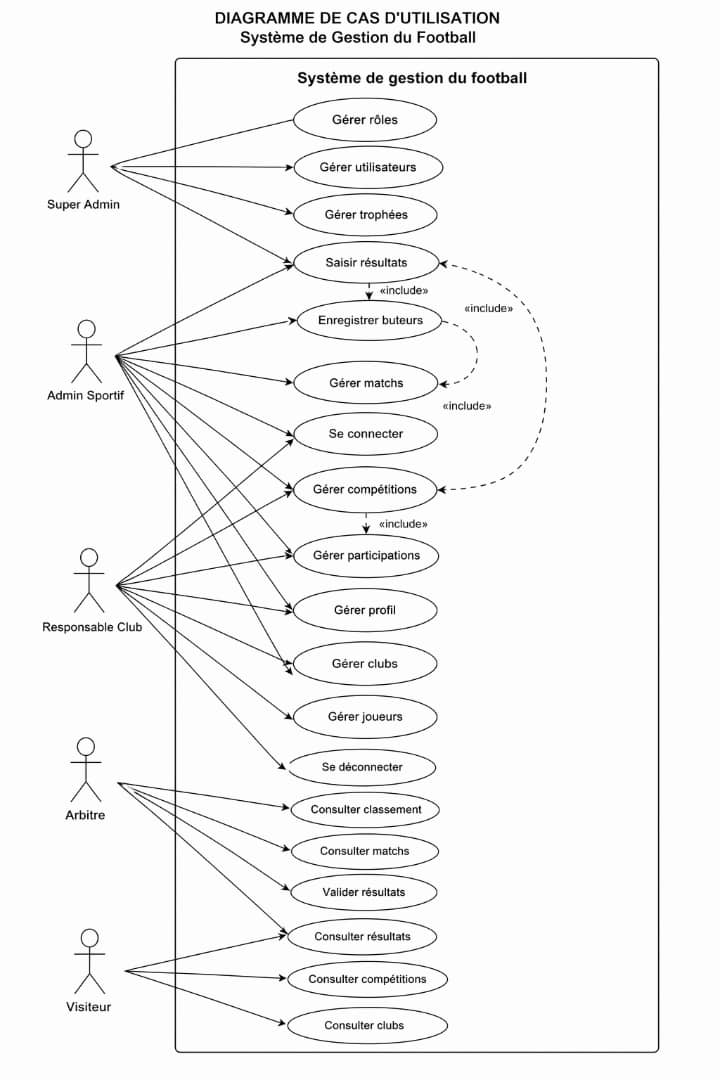 DIAGRAMME DE CAS D'UTILISATION
Système de Gestion du Football
Système de gestion du football
Gérer rôles
Gérer utilisateurs
Super Admin
Gérer trophées
Saisir résultats
«include»
«include»
Enregistrer buteurs
Gérer matchs
Admin Sportif
«include»
Se connecter
Gérer compétitions
«include»
Gérer participations
Gérer profil
Responsable Club
Gérer clubs
Gérer joueurs
Se déconnecter
Consulter classement
Arbitre
Consulter matchs
Valider résultats
Consulter résultats
Consulter compétitions
Visiteur
Consulter clubs